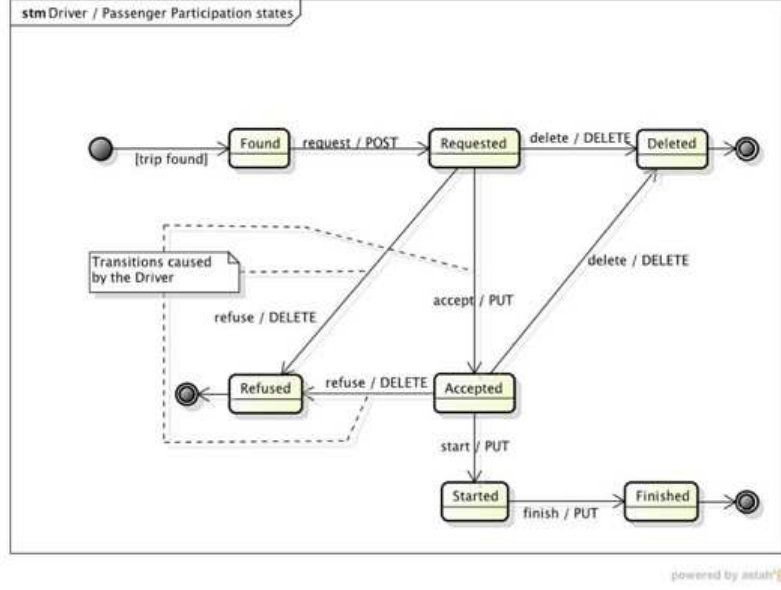 stm Driver / Passenger Participation states
Found
request / POST
Requested
delete / DELETE
Deleted
[trip found]
Transitions caused
by the Driver
delete / DELETE
accept / PUT
refuse / DELETE
Refused
refuse / DELETE
Accepted
start / PUT
Started
finish / PUT
Finished
powered by astah